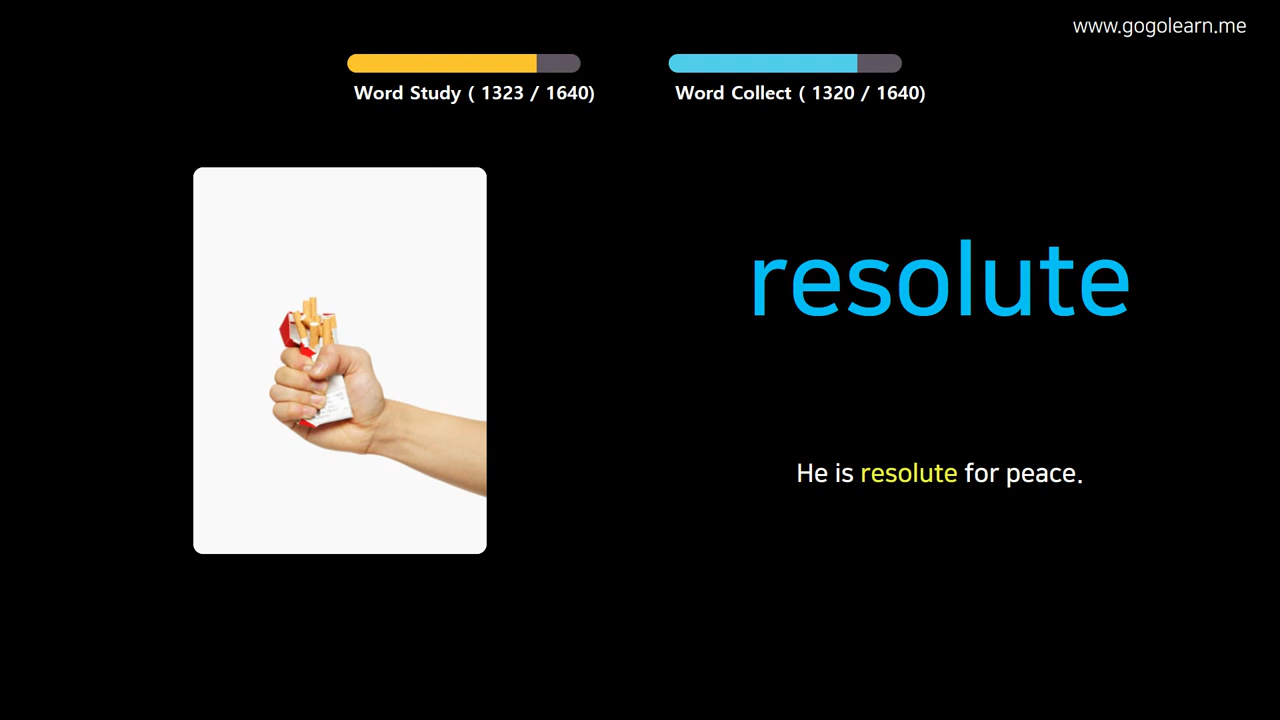 www.gogolearn.me
Word Study ( 1323 / 1640)
Word Collect ( 1320 / 1640)
resolute
He is resolute for peace.